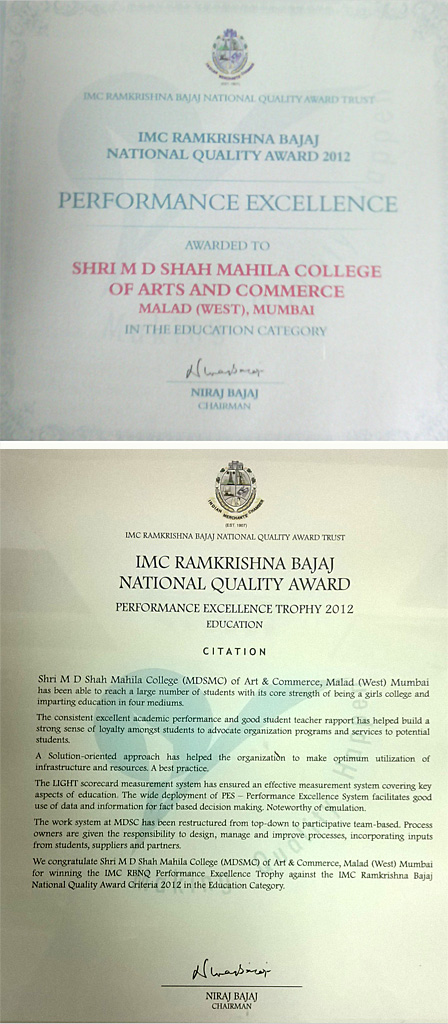 IMC RAMKRISHNA BAJAJ NATIONAL QUALITY AWARD TRUST
IMC RAMKRISHNA BAJAJ
NATIONAL QUALITY AWARD 2012
PERFORMANCE EXCELLENCE
AWARDED TO
SHRI M D SHAH MAHILA COLLEGE
OF ARTS AND COMMERCE
MALAD (WEST), MUMBAI
IN THE EDUCATION CATEGORY
NIRAJ BAJAJ
CHAIRMAN
INDIAN MERCHANTS' CHAMBER
(EST. 1907)
IMC RAMKRISHNA BAJAJ NATIONAL QUALITY AWARD TRUST
IMC RAMKRISHNA BAJAJ
NATIONAL QUALITY AWARD
PERFORMANCE EXCELLENCE TROPHY 2012
EDUCATION
CITATION
Shri M D Shah Mahila College (MDSMC) of Art & Commerce, Malad (West) Mumbai
has been able to reach a large number of students with its core strength of being a girls college and
imparting education in four mediums.
The consistent excellent academic performance and good student teacher rapport has helped build a
strong sense of loyalty amongst students to advocate organization programs and services to potential
students.
A Solution-oriented approach has helped the organization to make optimum utilization of
infrastructure and resources. A best practice.
The LIGHT scorecard measurement system has ensured an effective measurement system covering key
aspects of education. The wide deployment of PES – Performance Excellence System facilitates good
use of data and information for fact based decision making. Noteworthy of emulation.
The work system at MDSC has been restructured from top-down to participative team-based. Process
owners are given the responsibility to design, manage and improve processes, incorporating inputs
from students, suppliers and partners.
We congratulate Shri M D Shah Mahila College (MDSMC) of Art & Commerce, Malad (West) Mumbai
for winning the IMC RBNQ Performance Excellence Trophy against the IMC Ramkrishna Bajaj
National Quality Award Criteria 2012 in the Education Category.
NIRAJ BAJAJ
CHAIRMAN